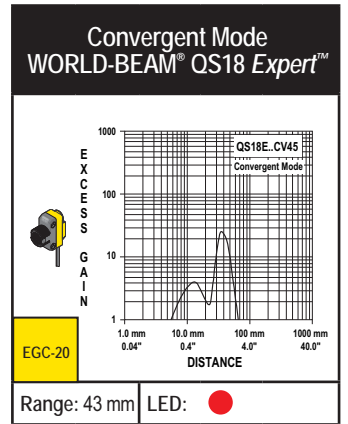 Convergent Mode
WORLD-BEAM® QS18 Expert™
EXCESS GAIN
1000
100
10
1
QS18E..CV45
Convergent Mode
1.0 mm 10.0 mm 100 mm 1000 mm
0.04" 0.4" 4.0" 40.0"
DISTANCE
EGC-20
Range: 43 mm LED: